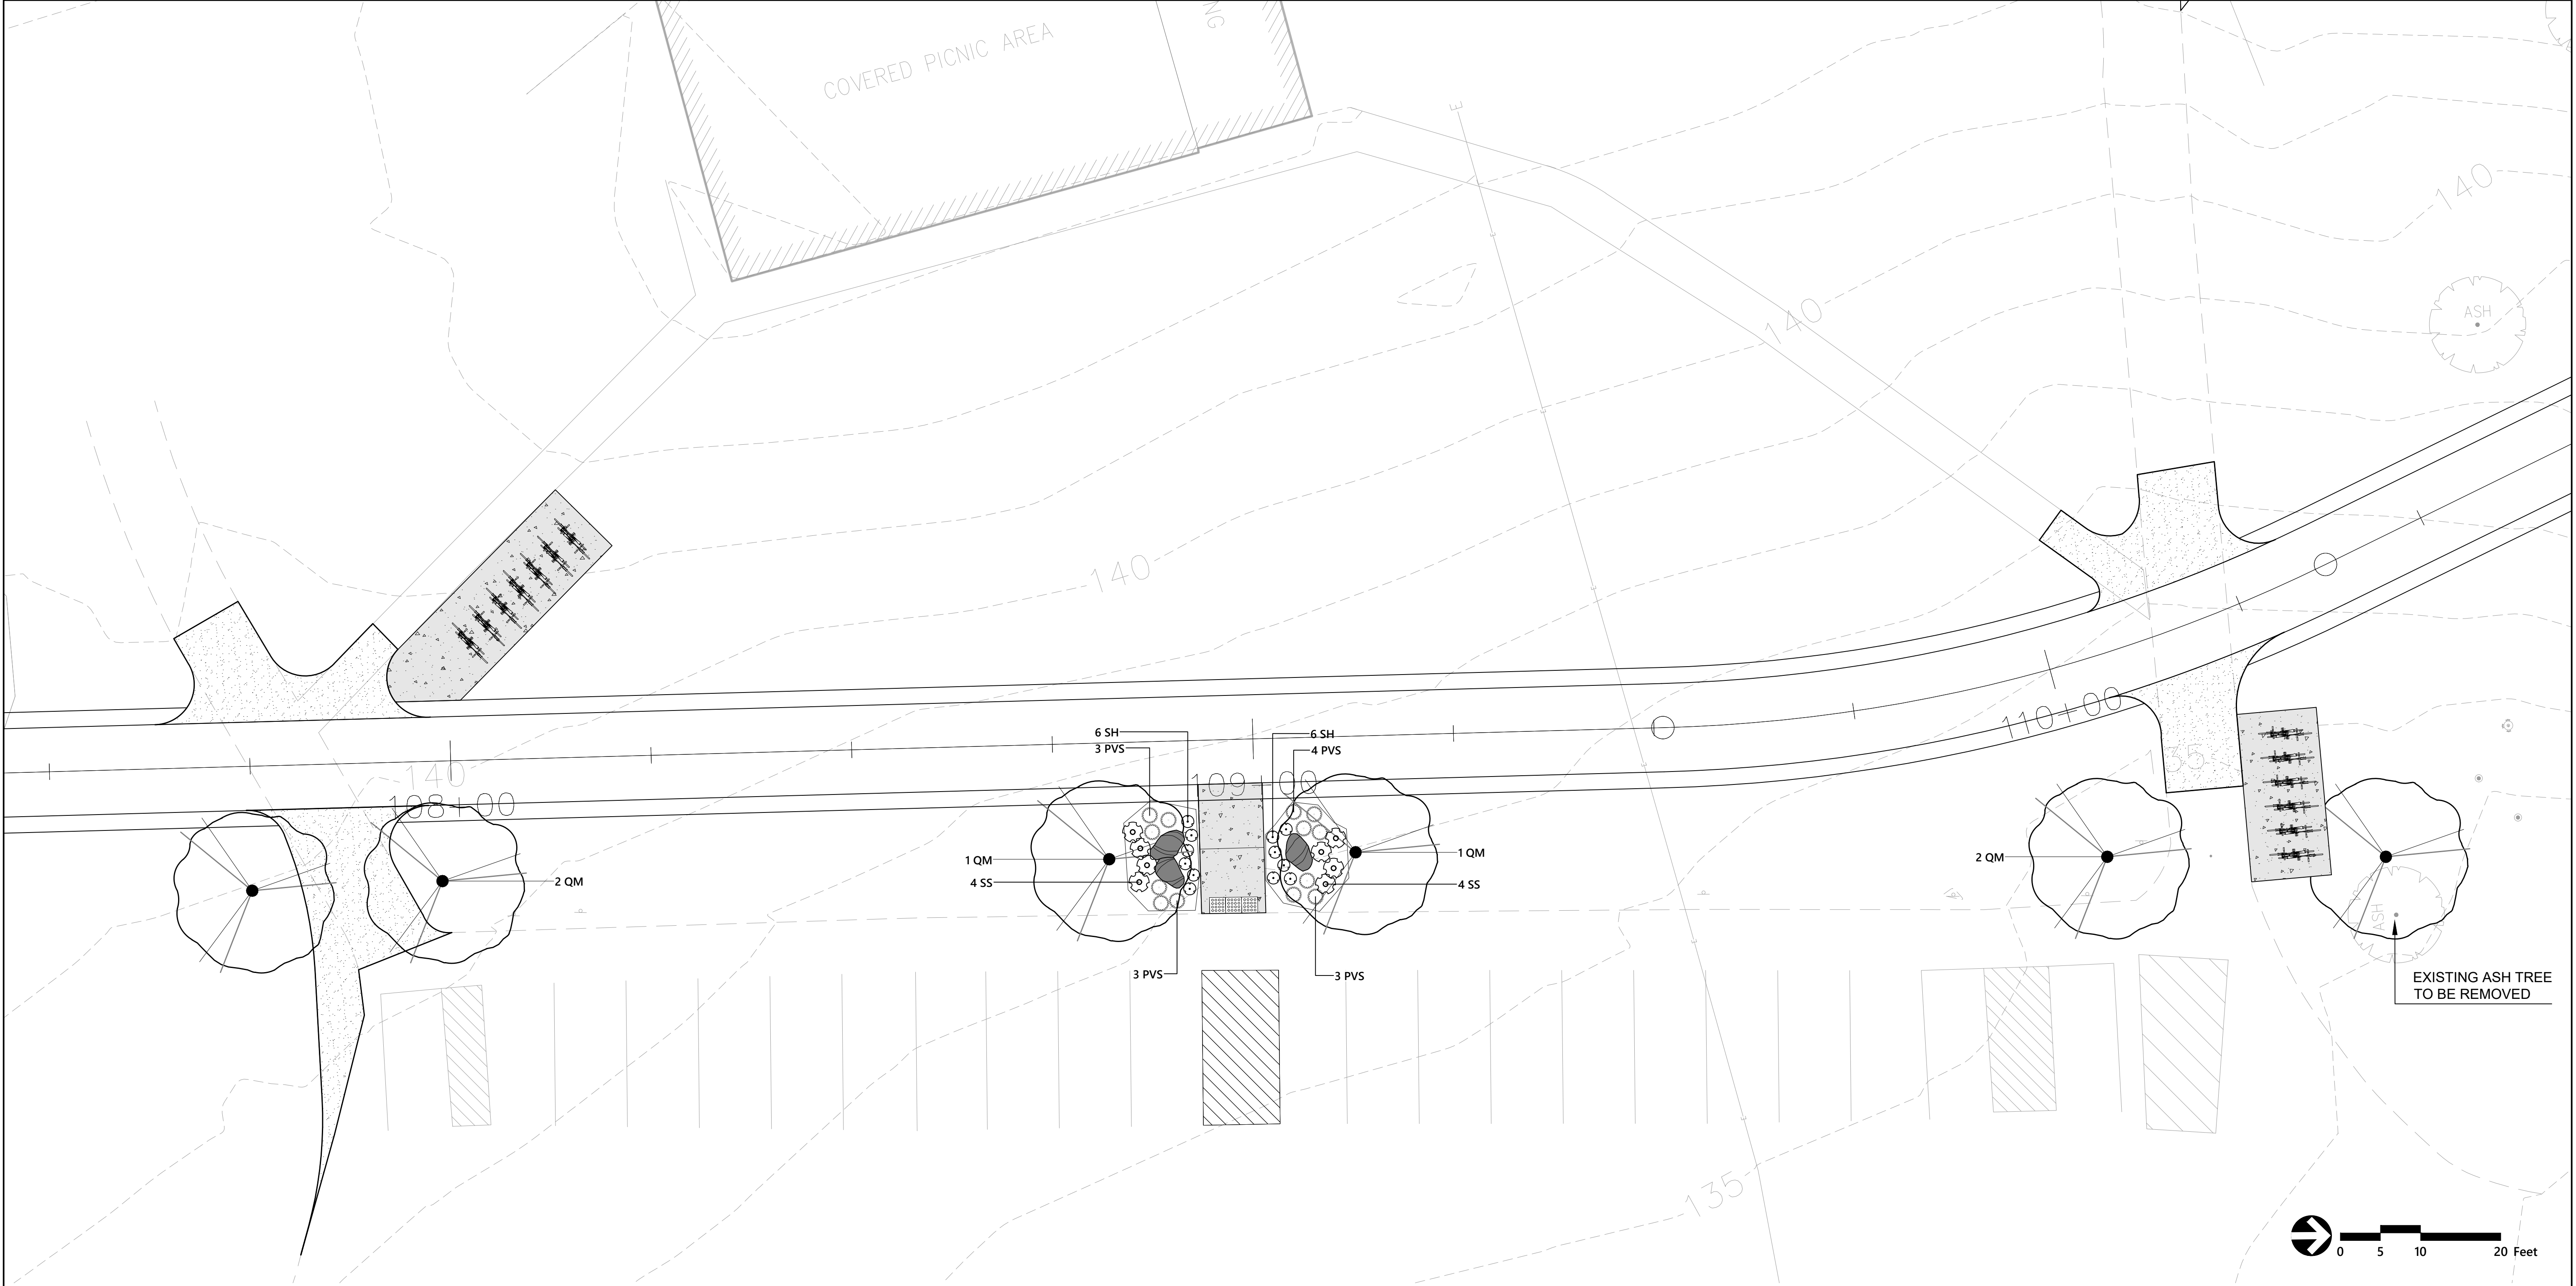 NG
COVERED PICNIC AREA
E
140
140
ASH
140
110+00
6 SH
6 SH
3 PVS
4 PVS
135
140
109+00
108+00
1 QM
1 QM
2 QM
2 QM
4 SS
4 SS
ASH
3 PVS
3 PVS
EXISTING ASH TREE
TO BE REMOVED
135
0 5 10 20 Feet